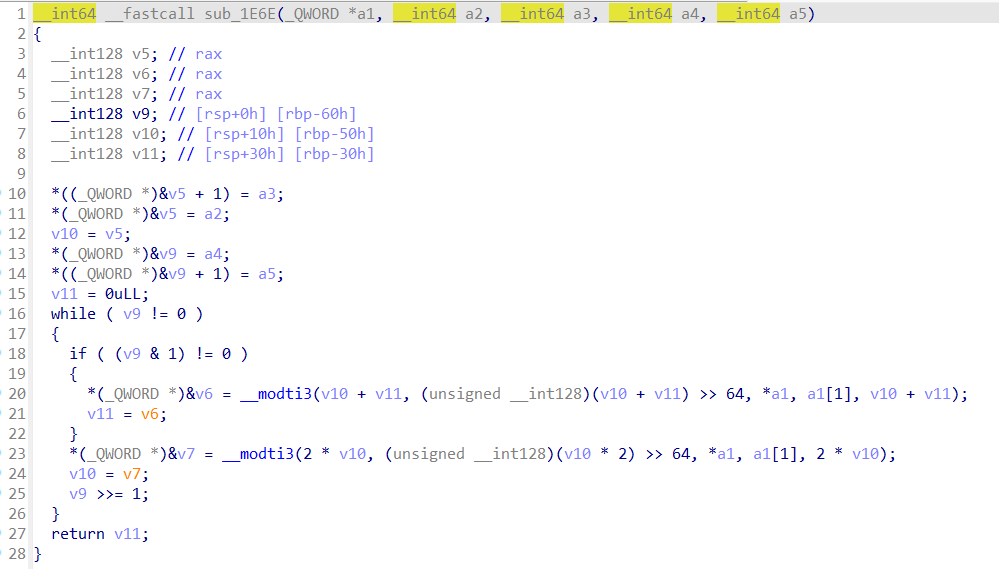 1 __int64 __fastcall sub_1E6E(_QWORD *a1, __int64 a2, __int64 a3, __int64 a4, __int64 a5)
2 {
3   __int128 v5; // rax
4   __int128 v6; // rax
5   __int128 v7; // rax
6   __int128 v9; // [rsp+0h] [rbp-60h]
7   __int128 v10; // [rsp+10h] [rbp-50h]
8   __int128 v11; // [rsp+30h] [rbp-30h]
9
10   *((_QWORD *)&v5 + 1) = a3;
11   *(_QWORD *)&v5 = a2;
12   v10 = v5;
13   *(_QWORD *)&v9 = a4;
14   *((_QWORD *)&v9 + 1) = a5;
15   v11 = 0uLL;
16   while ( v9 != 0 )
17   {
18     if ( (v9 & 1) != 0 )
19     {
20       *(_QWORD *)&v6 = __modti3(v10 + v11, (unsigned __int128)(v10 + v11) >> 64, *a1, a1[1], v10 + v11);
21       v11 = v6;
22     }
23     *(_QWORD *)&v7 = __modti3(2 * v10, (unsigned __int128)(v10 * 2) >> 64, *a1, a1[1], 2 * v10);
24     v10 = v7;
25     v9 >>= 1;
26   }
27   return v11;
28 }